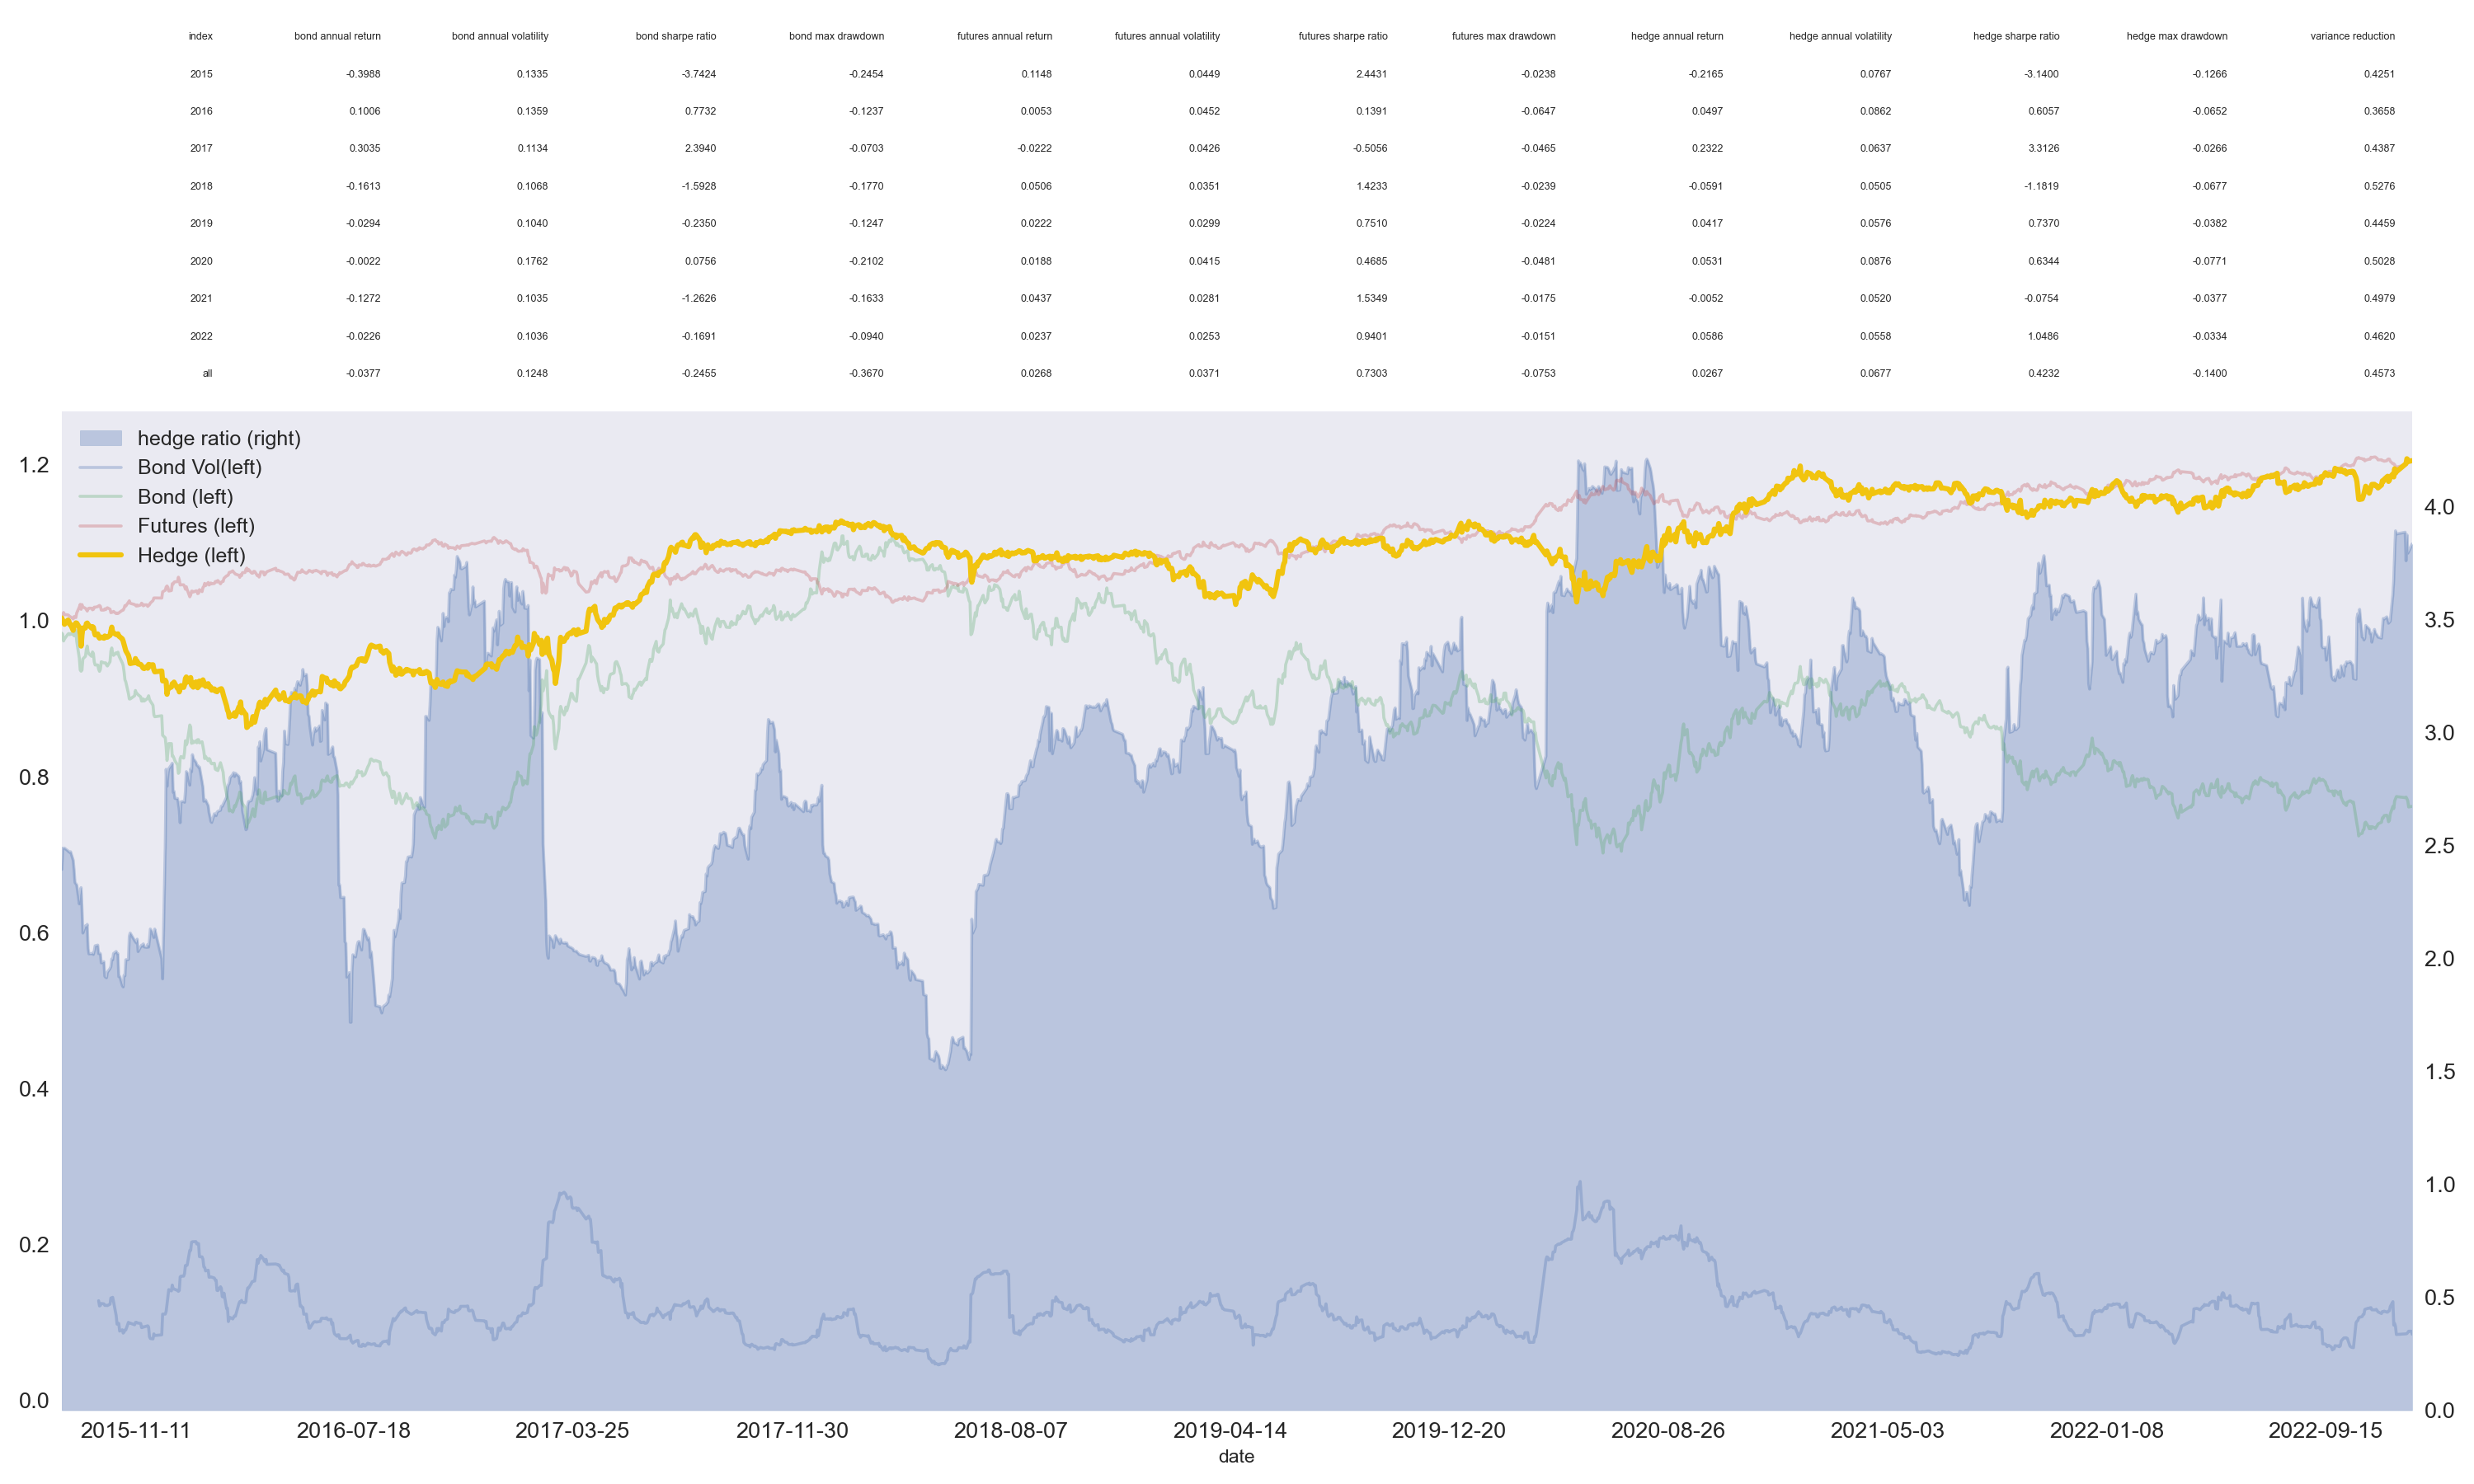 index bond annual return bond annual volatility bond sharpe ratio bond max drawdown futures annual return futures annual volatility futures sharpe ratio futures max drawdown hedge annual return hedge annual volatility hedge sharpe ratio hedge max drawdown variance reduction
2015 -0.3988 0.1335 -3.7424 -0.2454 0.1148 0.0449 2.4431 -0.0238 -0.2165 0.0767 -3.1400 -0.1266 0.4251
2016 0.1006 0.1359 0.7732 -0.1237 0.0053 0.0452 0.1391 -0.0647 0.0497 0.0862 0.6057 -0.0652 0.3658
2017 0.3035 0.1134 2.3940 -0.0703 -0.0222 0.0426 -0.5056 -0.0465 0.2322 0.0637 3.3126 -0.0266 0.4387
2018 -0.1613 0.1068 -1.5928 -0.1770 0.0506 0.0351 1.4233 -0.0239 -0.0591 0.0505 -1.1819 -0.0677 0.5276
2019 -0.0294 0.1040 -0.2350 -0.1247 0.0222 0.0299 0.7510 -0.0224 0.0417 0.0576 0.7370 -0.0382 0.4459
2020 -0.0022 0.1762 0.0756 -0.2102 0.0188 0.0415 0.4685 -0.0481 0.0531 0.0876 0.6344 -0.0771 0.5028
2021 -0.1272 0.1035 -1.2626 -0.1633 0.0437 0.0281 1.5349 -0.0175 -0.0052 0.0520 -0.0754 -0.0377 0.4979
2022 -0.0226 0.1036 -0.1691 -0.0940 0.0237 0.0253 0.9401 -0.0151 0.0586 0.0558 1.0486 -0.0334 0.4620
all -0.0377 0.1248 -0.2455 -0.3670 0.0268 0.0371 0.7303 -0.0753 0.0267 0.0677 0.4232 -0.1400 0.4573
hedge ratio (right)
Bond Vol(left)
Bond (left)
Futures (left)
Hedge (left)
1.2
1.0
0.8
0.6
0.4
0.2
0.0
4.0
3.5
3.0
2.5
2.0
1.5
1.0
0.5
0.0
2015-11-11 2016-07-18 2017-03-25 2017-11-30 2018-08-07 2019-04-14 2019-12-20 2020-08-26 2021-05-03 2022-01-08 2022-09-15
date